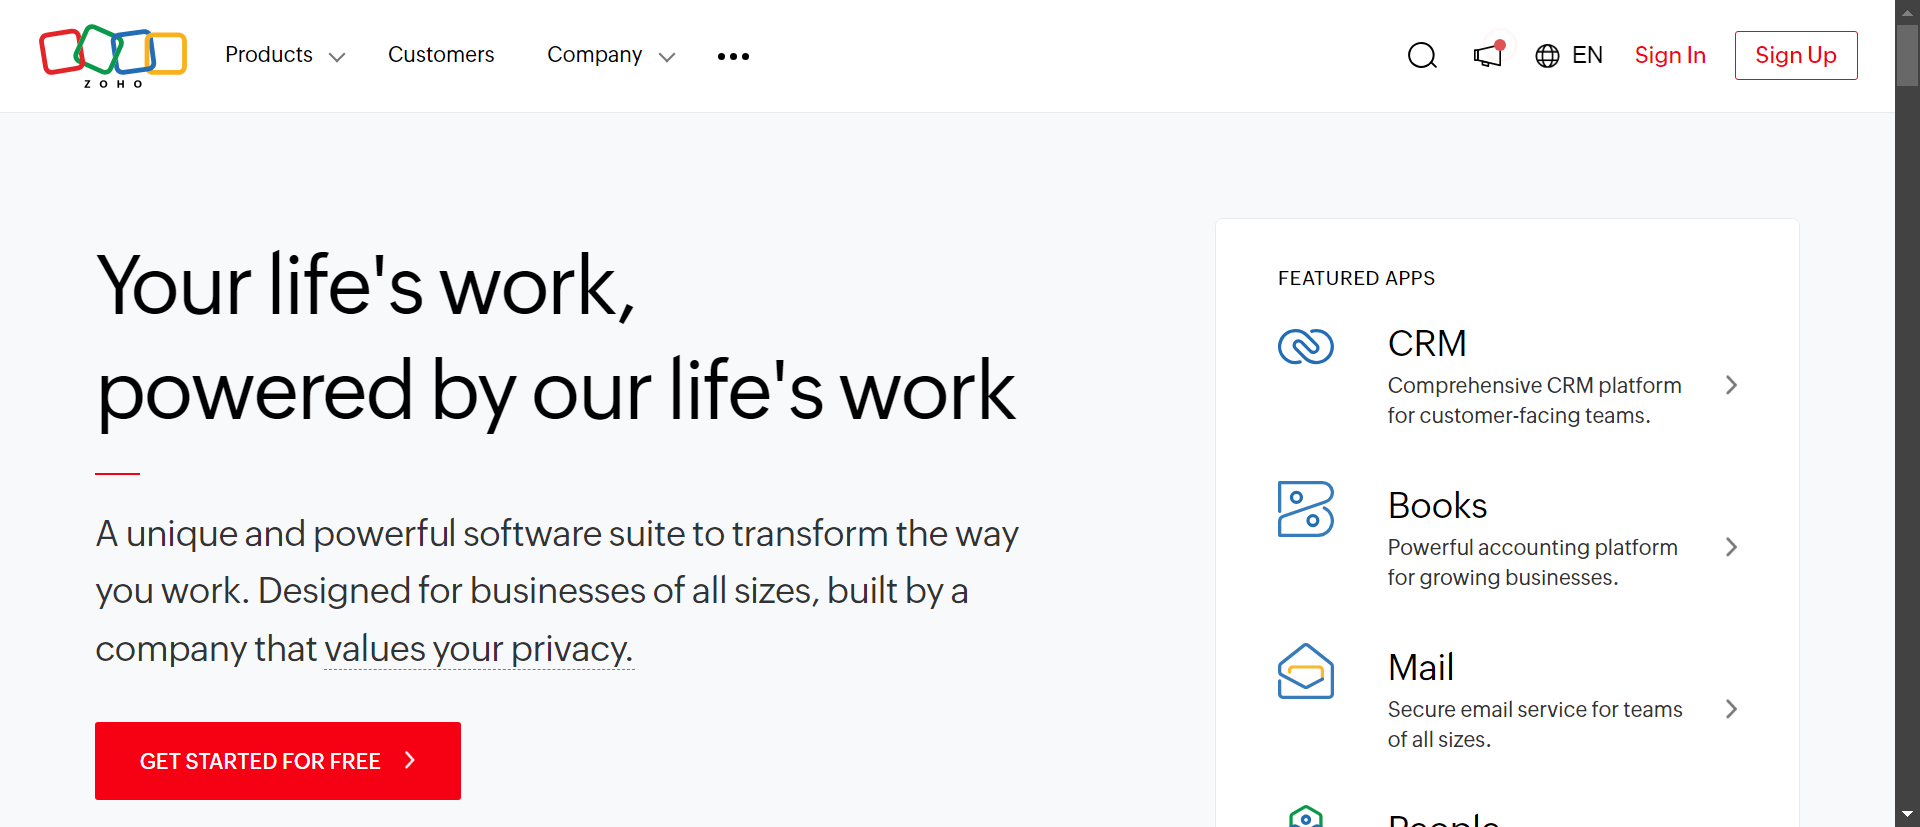 ZOHO
Products
Customers
Company
EN
Sign In
Sign Up
Your life's work,
powered by our life's work
A unique and powerful software suite to transform the way
you work. Designed for businesses of all sizes, built by a
company that values your privacy.
GET STARTED FOR FREE
FEATURED APPS
CRM
Comprehensive CRM platform
for customer-facing teams.
Books
Powerful accounting platform
for growing businesses.
Mail
Secure email service for teams
of all sizes.
People